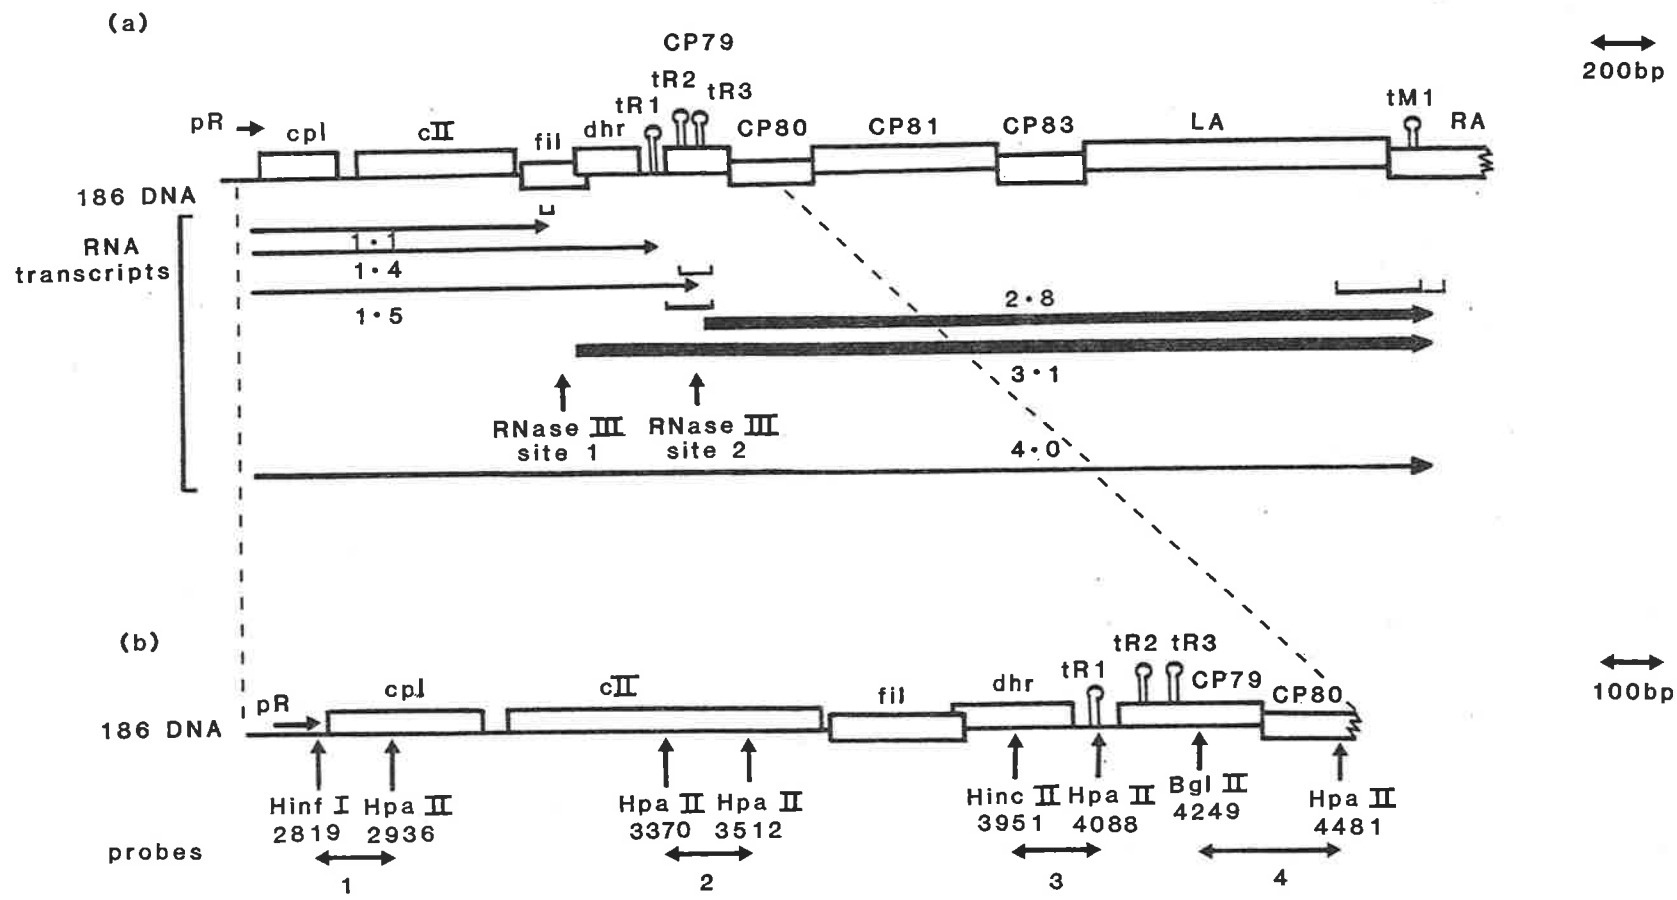 (a)
CP79
200bp
tR2
tR3
tR1
tM1
pR
cpl
cII
fil
dhr
CP80
CP81
CP83
LA
RA
186 DNA
RNA
transcripts
1·1
1·4
1·5
2·8
3·1
RNase III
site 1
RNase III
site 2
4·0
(b)
tR2 tR3
100bp
pR
cpl
cII
fil
dhr
tR1
CP79
CP80
186 DNA
Hinf I
2819
Hpa II
2936
Hpa II
3370
Hpa II
3512
Hinc II
3951
Hpa II
4088
Bgl II
4249
Hpa II
4481
probes
1
2
3
4